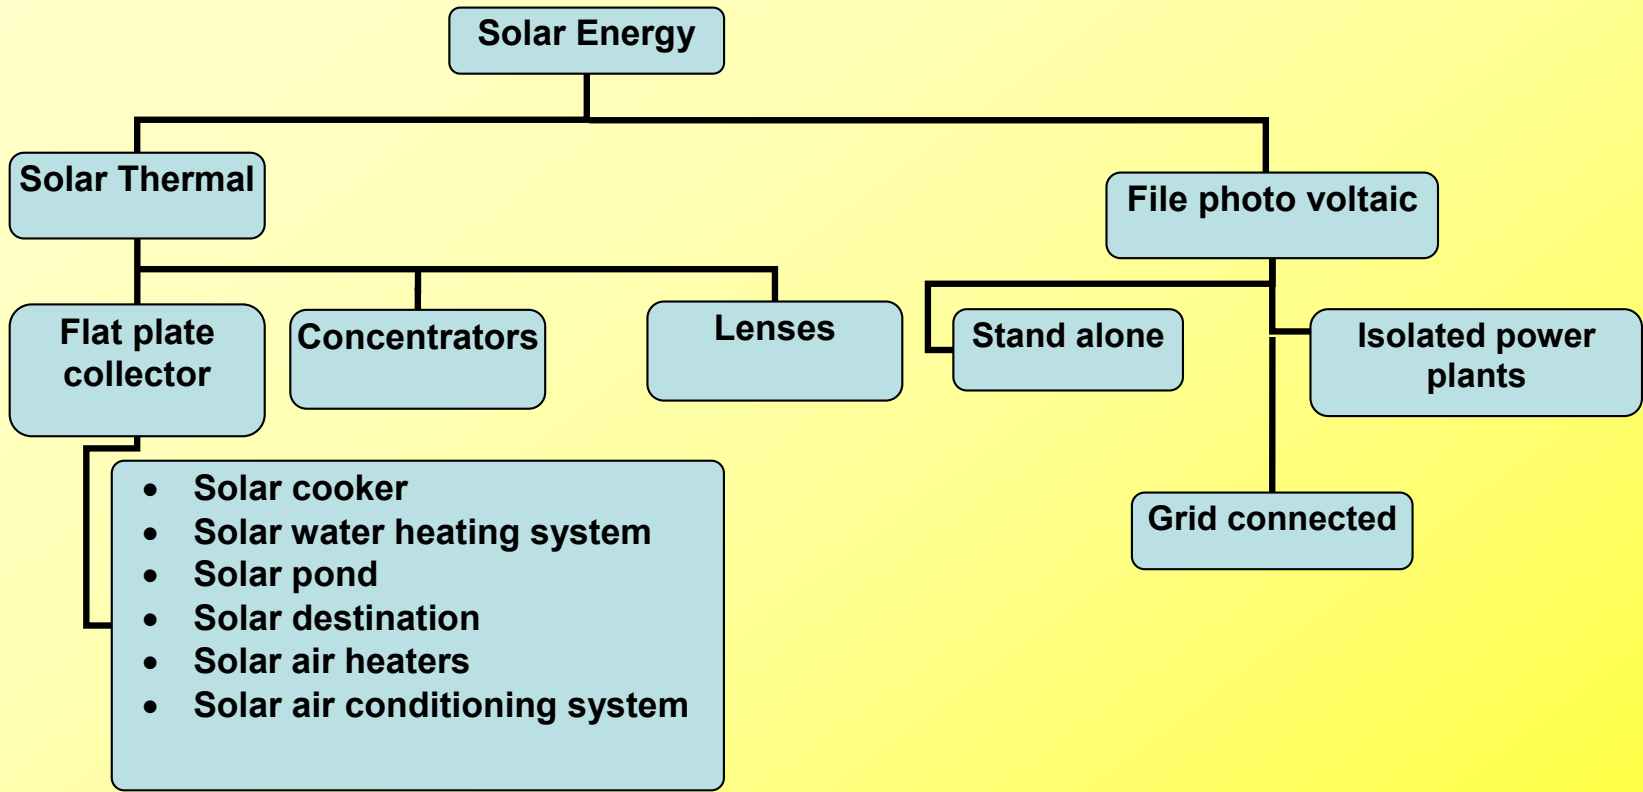 Solar Energy
Solar Thermal
File photo voltaic
Flat plate
collector
Concentrators
Lenses
Stand alone
Isolated power
plants
• Solar cooker
• Solar water heating system
• Solar pond
• Solar destination
• Solar air heaters
• Solar air conditioning system
Grid connected